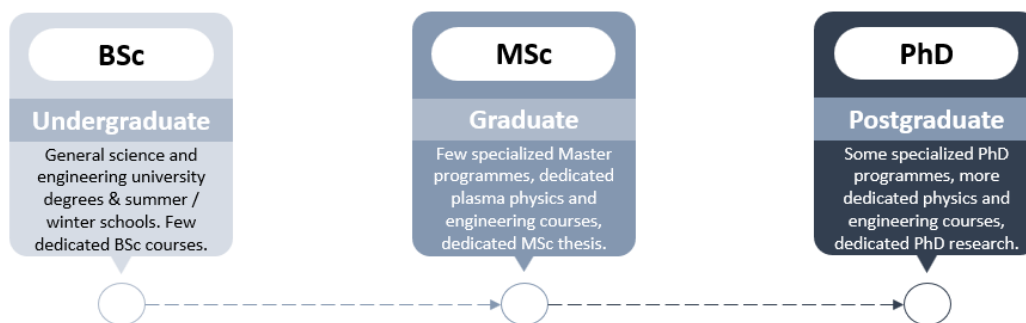 BSc
Undergraduate
General science and
engineering university
degrees & summer /
winter schools. Few
dedicated BSc courses.
MSc
Graduate
Few specialized Master
programmes, dedicated
plasma physics and
engineering courses,
dedicated MSc thesis.
PhD
Postgraduate
Some specialized PhD
programmes, more
dedicated physics and
engineering courses,
dedicated PhD research.